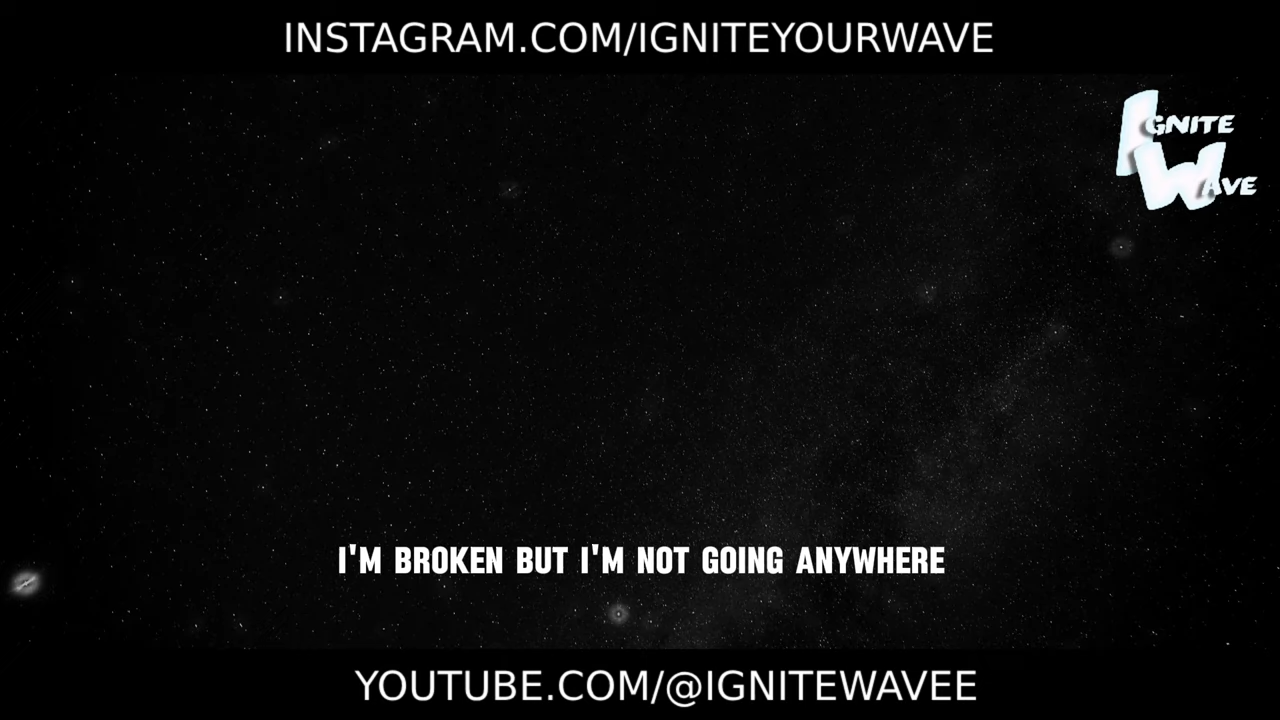 INSTAGRAM.COM/IGNITEYOURWAVE
IGNITE
WAVE
I'M BROKEN BUT I'M NOT GOING ANYWHERE
YOUTUBE.COM/@IGNITEWAVEE